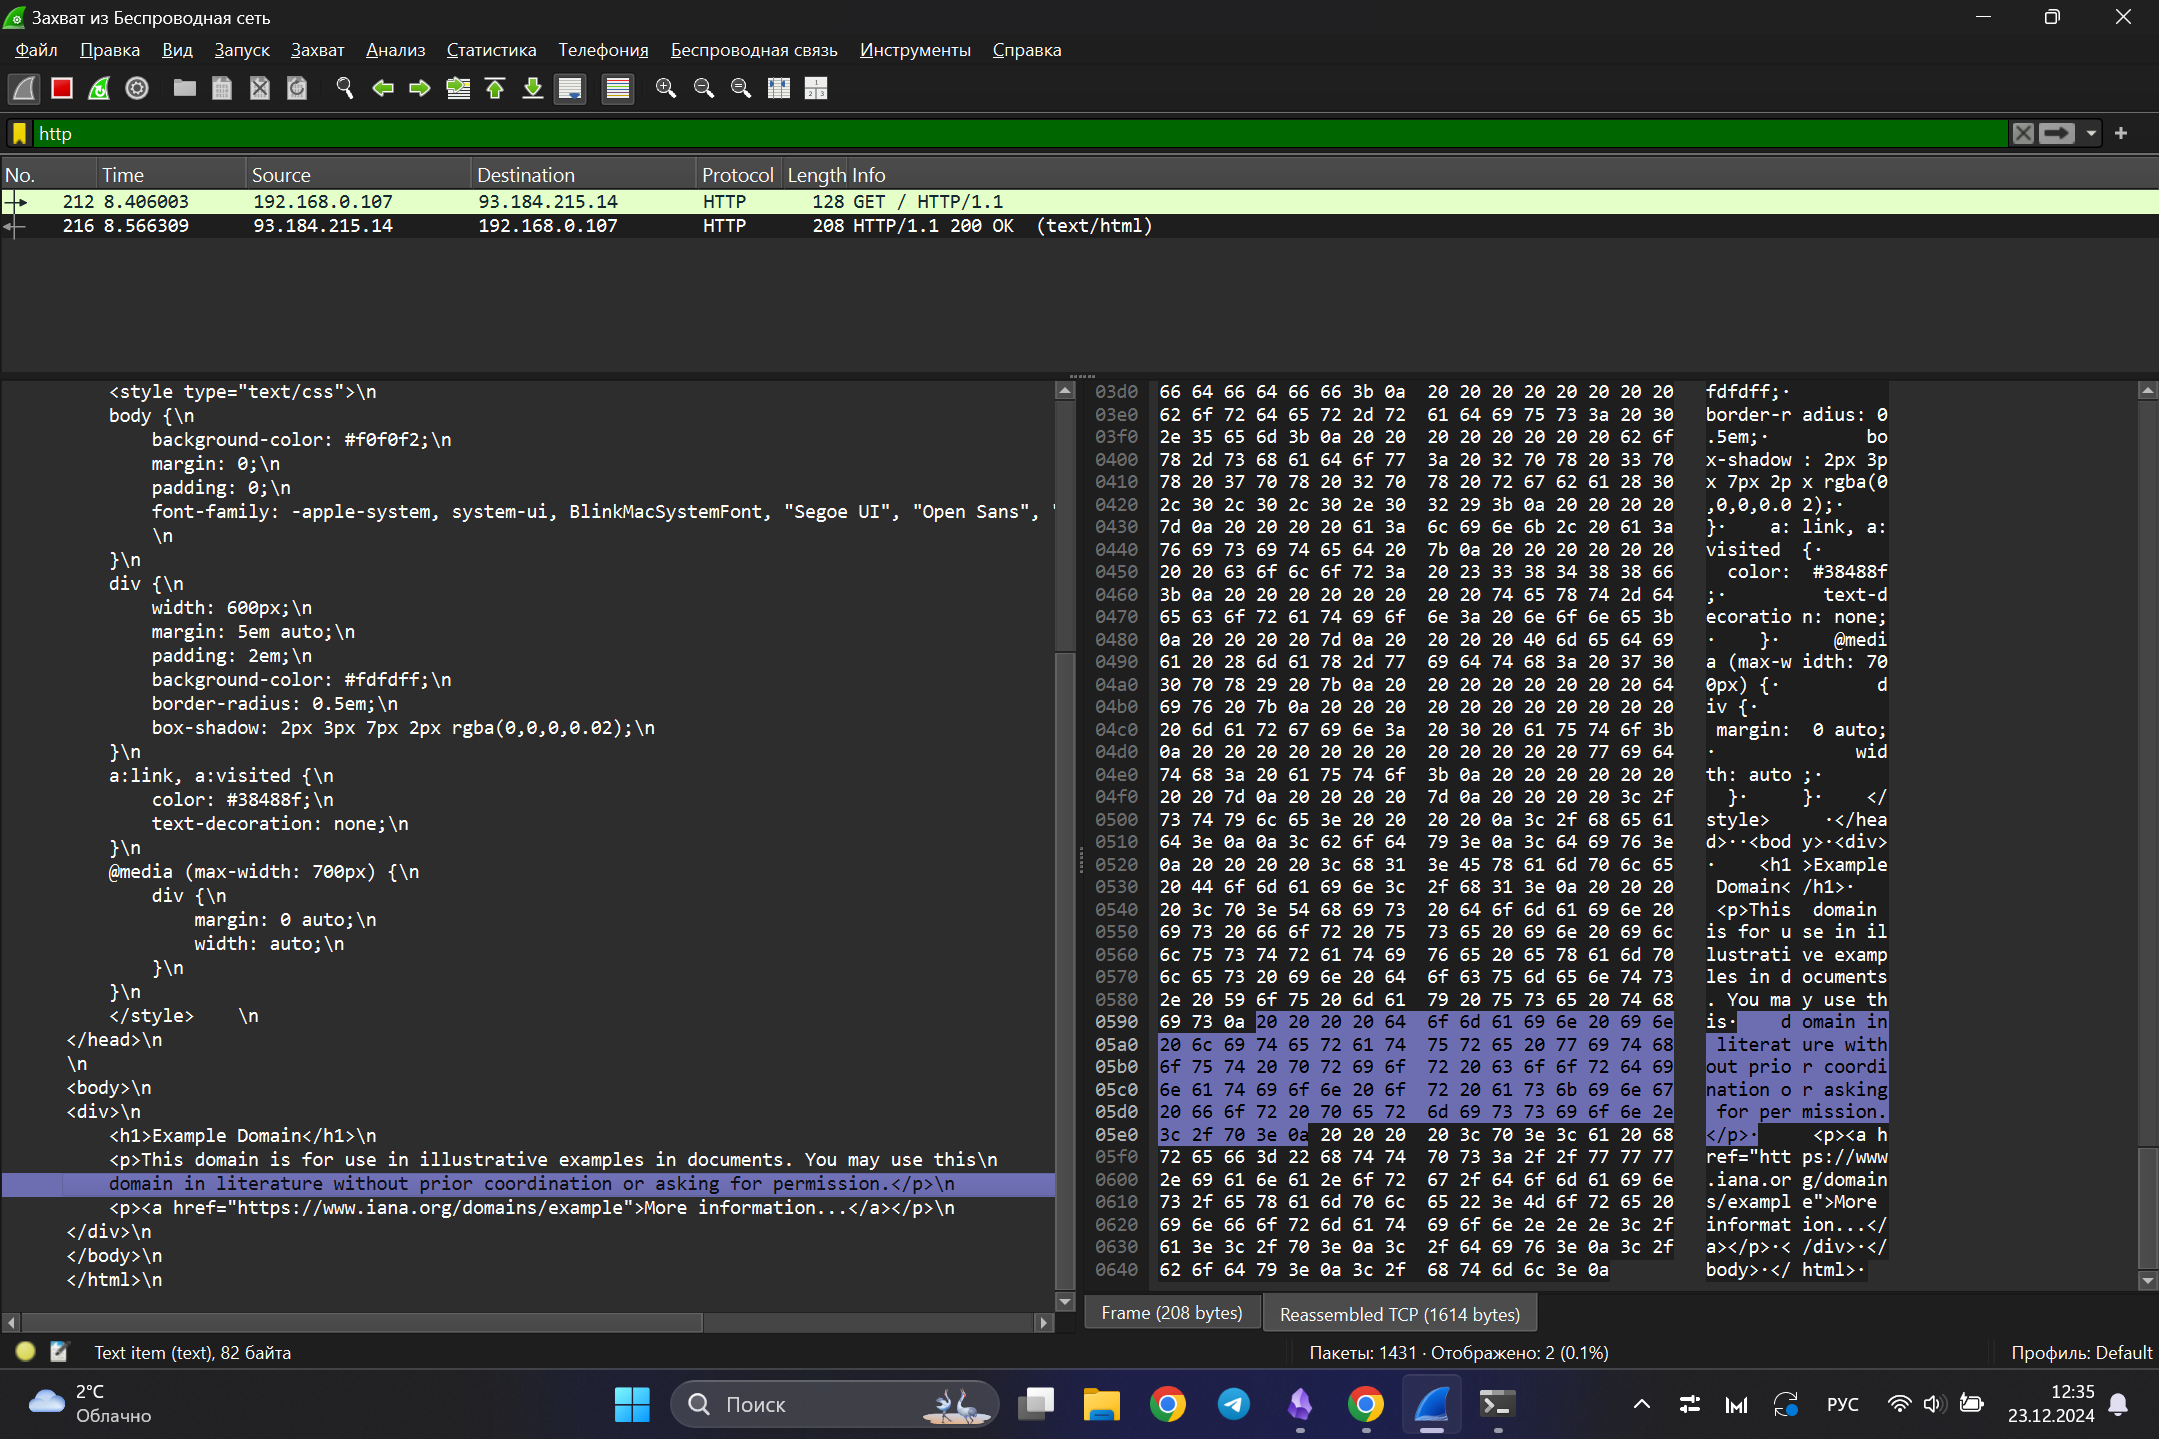 Захват из Беспроводная сеть
Файл Правка Вид Запуск Захват Анализ Статистика Телефония Беспроводная связь Инструменты Справка
http
No. Time Source Destination Protocol Length Info
212 8.406003 192.168.0.107 93.184.215.14 HTTP 128 GET / HTTP/1.1
216 8.566309 93.184.215.14 192.168.0.107 HTTP 208 HTTP/1.1 200 OK (text/html)
<style type="text/css">\n
body {\n
background-color: #f0f0f2;\n
margin: 0;\n
padding: 0;\n
font-family: -apple-system, system-ui, BlinkMacSystemFont, "Segoe UI", "Open Sans", "
\n
}\n
div {\n
width: 600px;\n
margin: 5em auto;\n
padding: 2em;\n
background-color: #fdfdff;\n
border-radius: 0.5em;\n
box-shadow: 2px 3px 7px 2px rgba(0,0,0,0.02);\n
}\n
a:link, a:visited {\n
color: #38488f;\n
text-decoration: none;\n
}\n
@media (max-width: 700px) {\n
div {\n
margin: 0 auto;\n
width: auto;\n
}\n
}\n
</style>    \n
</head>\n
\n
<body>\n
<div>\n
<h1>Example Domain</h1>\n
<p>This domain is for use in illustrative examples in documents. You may use this\n
domain in literature without prior coordination or asking for permission.</p>\n
<p><a href="https://www.iana.org/domains/example">More information...</a></p>\n
</div>\n
</body>\n
</html>\n
03d0 66 64 66 64 66 66 3b 0a 20 20 20 20 20 20 20 20 fdfdff;·
03e0 62 6f 72 64 65 72 2d 72 61 64 69 75 73 3a 20 30 border-r adius: 0
03f0 2e 35 65 6d 3b 0a 20 20 20 20 20 20 20 20 62 6f .5em;· bo
0400 78 2d 73 68 61 64 6f 77 3a 20 32 70 78 20 33 70 x-shadow : 2px 3p
0410 78 20 37 70 78 20 32 70 78 20 72 67 62 61 28 30 x 7px 2p x rgba(0
0420 2c 30 2c 30 2c 30 2e 30 32 29 3b 0a 20 20 20 20 ,0,0,0.0 2);·
0430 7d 0a 20 20 20 20 61 3a 6c 69 6e 6b 2c 20 61 3a }· a: link, a:
0440 76 69 73 69 74 65 64 20 7b 0a 20 20 20 20 20 20 visited {·
0450 20 20 63 6f 6c 6f 72 3a 20 23 33 38 34 38 38 66 color: #38488f
0460 3b 0a 20 20 20 20 20 20 20 20 74 65 78 74 2d 64 ;· text-d
0470 65 63 6f 72 61 74 69 6f 6e 3a 20 6e 6f 6e 65 3b ecoratio n: none;
0480 0a 20 20 20 20 7d 0a 20 20 20 20 40 6d 65 64 69 · }· @medi
0490 61 20 28 6d 61 78 2d 77 69 64 74 68 3a 20 37 30 a (max-w idth: 70
04a0 30 70 78 29 20 7b 0a 20 20 20 20 20 20 20 20 64 0px) {· d
04b0 69 76 20 7b 0a 20 20 20 20 20 20 20 20 20 20 20 iv {·
04c0 20 6d 61 72 67 69 6e 3a 20 30 20 61 75 74 6f 3b margin: 0 auto;
04d0 0a 20 20 20 20 20 20 20 20 20 20 20 20 77 69 64 · wid
04e0 74 68 3a 20 61 75 74 6f 3b 0a 20 20 20 20 20 20 th: auto ;·
04f0 20 20 7d 0a 20 20 20 20 7d 0a 20 20 20 20 3c 2f }· }· </
0500 73 74 79 6c 65 3e 20 20 20 20 0a 3c 2f 68 65 61 style> ·</hea
0510 64 3e 0a 0a 3c 62 6f 64 79 3e 0a 3c 64 69 76 3e d>··<bod y>·<div>
0520 0a 20 20 20 20 3c 68 31 3e 45 78 61 6d 70 6c 65 · <h1 >Example
0530 20 44 6f 6d 61 69 6e 3c 2f 68 31 3e 0a 20 20 20 Domain< /h1>·
0540 20 3c 70 3e 54 68 69 73 20 64 6f 6d 61 69 6e 20 <p>This domain
0550 69 73 20 66 6f 72 20 75 73 65 20 69 6e 20 69 6c is for u se in il
0560 6c 75 73 74 72 61 74 69 76 65 20 65 78 61 6d 70 lustrati ve examp
0570 6c 65 73 20 69 6e 20 64 6f 63 75 6d 65 6e 74 73 les in d ocuments
0580 2e 20 59 6f 75 20 6d 61 79 20 75 73 65 20 74 68 . You ma y use th
0590 69 73 0a 20 20 20 20 64 6f 6d 61 69 6e 20 69 6e is· d omain in
05a0 20 6c 69 74 65 72 61 74 75 72 65 20 77 69 74 68 literat ure with
05b0 6f 75 74 20 70 72 69 6f 72 20 63 6f 6f 72 64 69 out prio r coordi
05c0 6e 61 74 69 6f 6e 20 6f 72 20 61 73 6b 69 6e 67 nation o r asking
05d0 20 66 6f 72 20 70 65 72 6d 69 73 73 69 6f 6e 2e for per mission.
05e0 3c 2f 70 3e 0a 20 20 20 20 3c 70 3e 3c 61 20 68 </p>· <p><a h
05f0 72 65 66 3d 22 68 74 74 70 73 3a 2f 2f 77 77 77 ref="htt ps://www
0600 2e 69 61 6e 61 2e 6f 72 67 2f 64 6f 6d 61 69 6e .iana.or g/domain
0610 73 2f 65 78 61 6d 70 6c 65 22 3e 4d 6f 72 65 20 s/exampl e">More
0620 69 6e 66 6f 72 6d 61 74 69 6f 6e 2e 2e 2e 3c 2f informat ion...</
0630 61 3e 3c 2f 70 3e 0a 3c 2f 64 69 76 3e 0a 3c 2f a></p>·< /div>·</
0640 62 6f 64 79 3e 0a 3c 2f 68 74 6d 6c 3e 0a body>·</ html>·
Frame (208 bytes) Reassembled TCP (1614 bytes)
Text item (text), 82 байта Пакеты: 1431 · Отображено: 2 (0.1%) Профиль: Default
2°C
Облачно
Поиск
РУС
12:35
23.12.2024